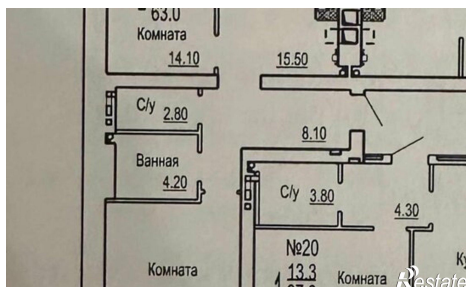 63.0
Комната
14.10
15.50
С/у
2.80
8.10
Ванная
4.20
С/у
3.80
4.30
№20
Комната
1 13.3
Комната
Restate